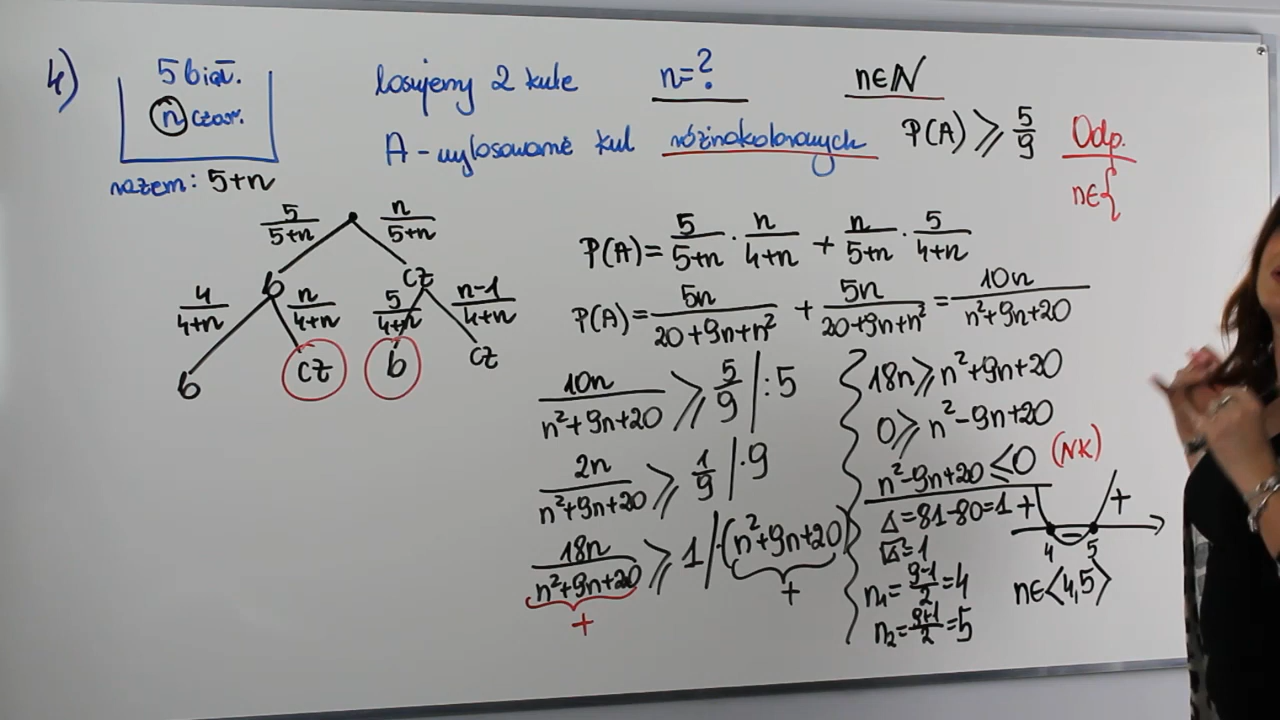 4)
5 biał.
n czar.
razem: 5+n
losujemy 2 kule
n=?
n∈N
A - wylosowane kul różnokolorowych
P(A) ⩾ 5/9
Odp.
n∈{
5/5+n n/5+n
b cz
4/4+n n/4+n 5/4+n n-1/4+n
b cz b cz
P(A)= 5/5+n · n/4+n + n/5+n · 5/4+n
P(A)= 5n/20+9n+n² + 5n/20+9n+n² = 10n/n²+9n+20
10n/n²+9n+20 ⩾ 5/9 |:5
2n/n²+9n+20 ⩾ 1/9 |·9
18n/n²+9n+20 ⩾ 1 |·(n²+9n+20)
+
+
18n⩾n²+9n+20
0⩾n²-9n+20
n²-9n+20≤0 (NK)
Δ=81-80=1
√Δ=1
n₁= 9-1/2 =4
n₂= 9+1/2 =5
+ - +
4 5
n∈<4,5>